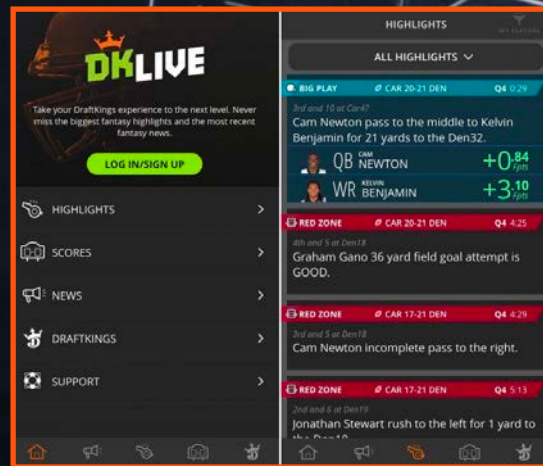 DKLIVE
Take your DraftKings experience to the next level. Never
miss the biggest fantasy highlights and the most recent
fantasy news.
LOG IN/SIGN UP
HIGHLIGHTS
SCORES
NEWS
DRAFTKINGS
SUPPORT
HIGHLIGHTS
MY PLAYERS
ALL HIGHLIGHTS
BIG PLAY CAR 20-21 DEN Q4 0:29
3rd and 10 at Car47
Cam Newton pass to the middle to Kelvin
Benjamin for 21 yards to the Den32.
QB CAM NEWTON +0.84 Fpts
WR KELVIN BENJAMIN +3.10 Fpts
RED ZONE CAR 20-21 DEN Q4 4:25
4th and 5 at Den18
Graham Gano 36 yard field goal attempt is
GOOD.
RED ZONE CAR 17-21 DEN Q4 4:29
3rd and 5 at Den18
Cam Newton incomplete pass to the right.
RED ZONE CAR 17-21 DEN Q4 5:13
2nd and 6 at Den19
Jonathan Stewart rush to the left for 1 yard to
the Den18.